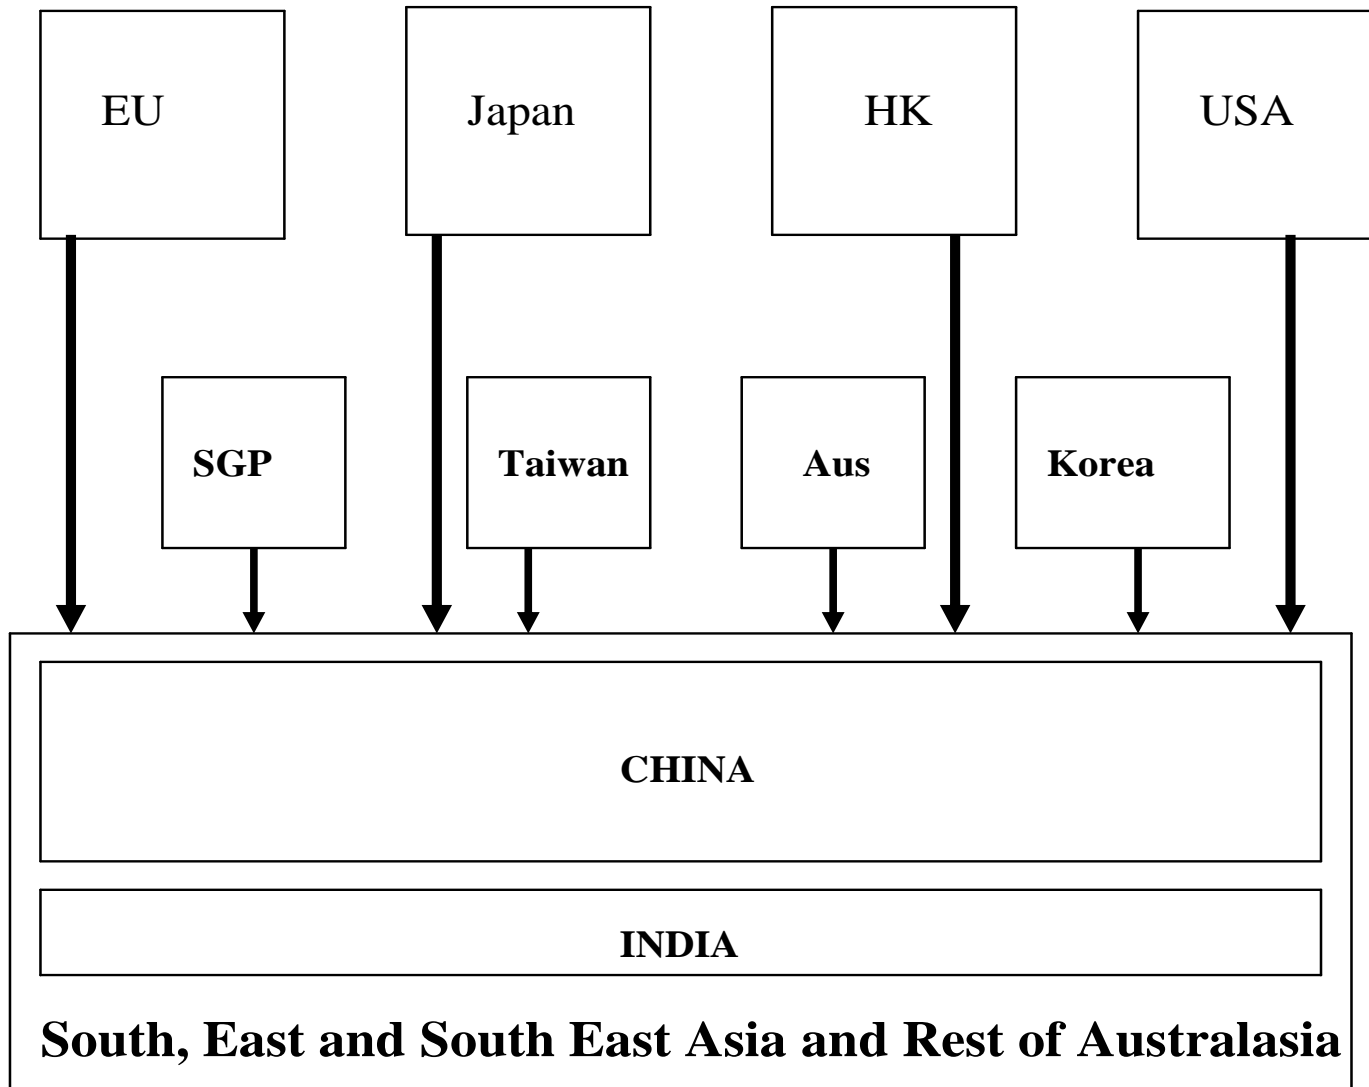 EU
Japan
HK
USA
SGP
Taiwan
Aus
Korea
CHINA
INDIA
South, East and South East Asia and Rest of Australasia